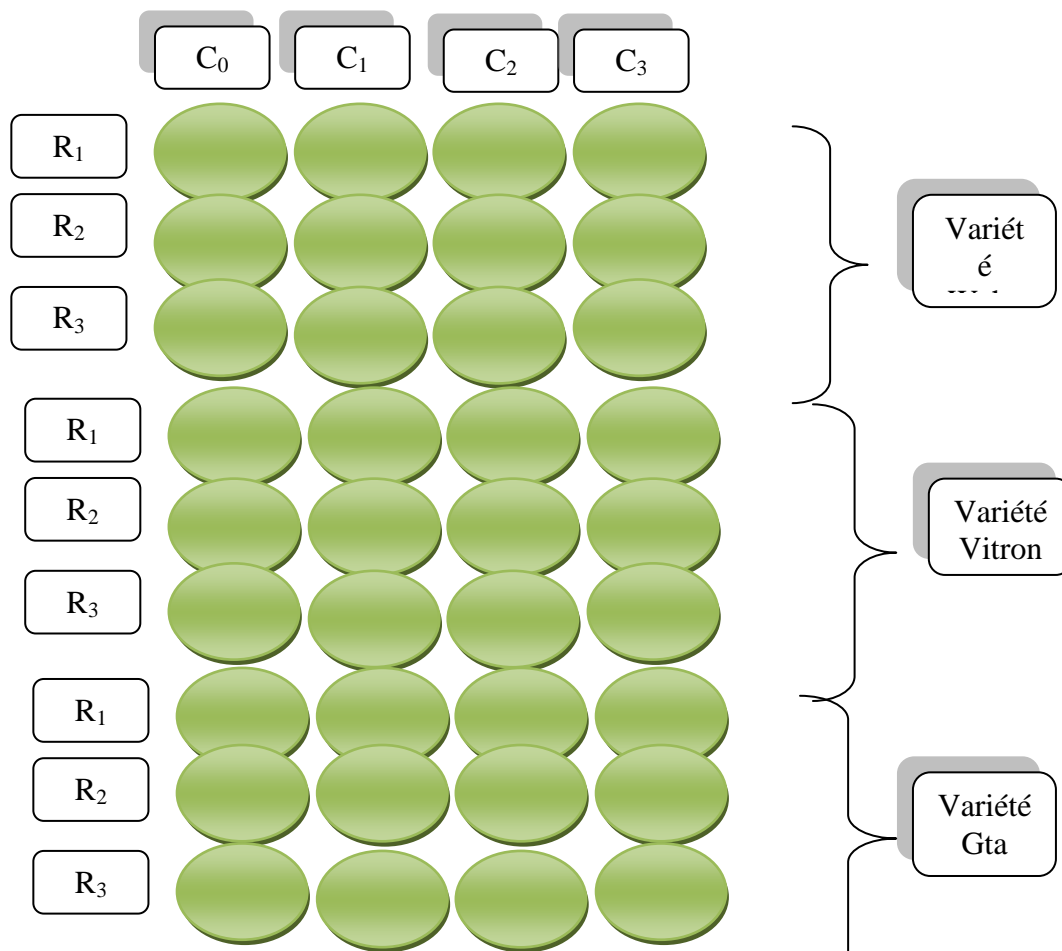 C₀ C₁ C₂ C₃
R₁
R₂
R₃
Variét
é
R₁
R₂
R₃
Variété
Vitron
R₁
R₂
R₃
Variété
Gta